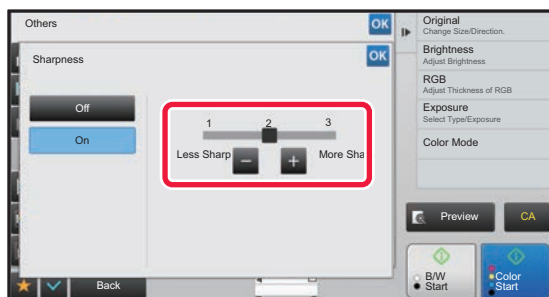 Others
OK
Sharpness
OK
Off
On
1 2 3
Less Sharp
More Sha
Back
Original
Change Size/Direction.
Brightness
Adjust Brightness
RGB
Adjust Thickness of RGB
Exposure
Select Type/Exposure
Color Mode
Preview
CA
B/W
Start
Color
Start